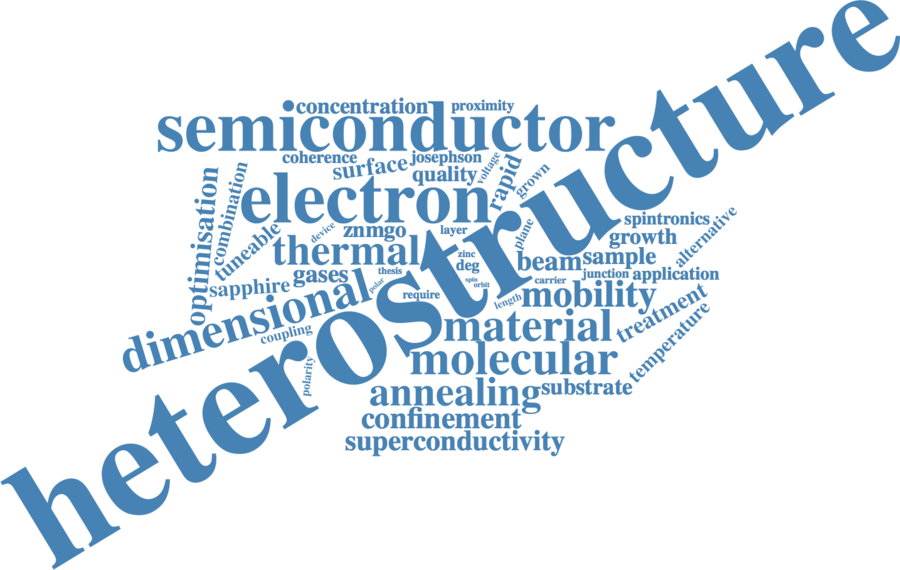 heterostructure
concentration
proximity
semiconductor
coherence
surface
josephson
quality
voltage
rapid
grown
optimisation
combination
tuneable
electron
device
znmgo
layer
plane
spintronics
growth
alternative
thermal
zinc
deg
beam
sample
sapphire
gases
thesis
polar
spin
orbit
carrier
junction
application
dimensional
require
length
mobility
coupling
material
treatment
temperature
polarity
molecular
annealing
substrate
confinement
superconductivity